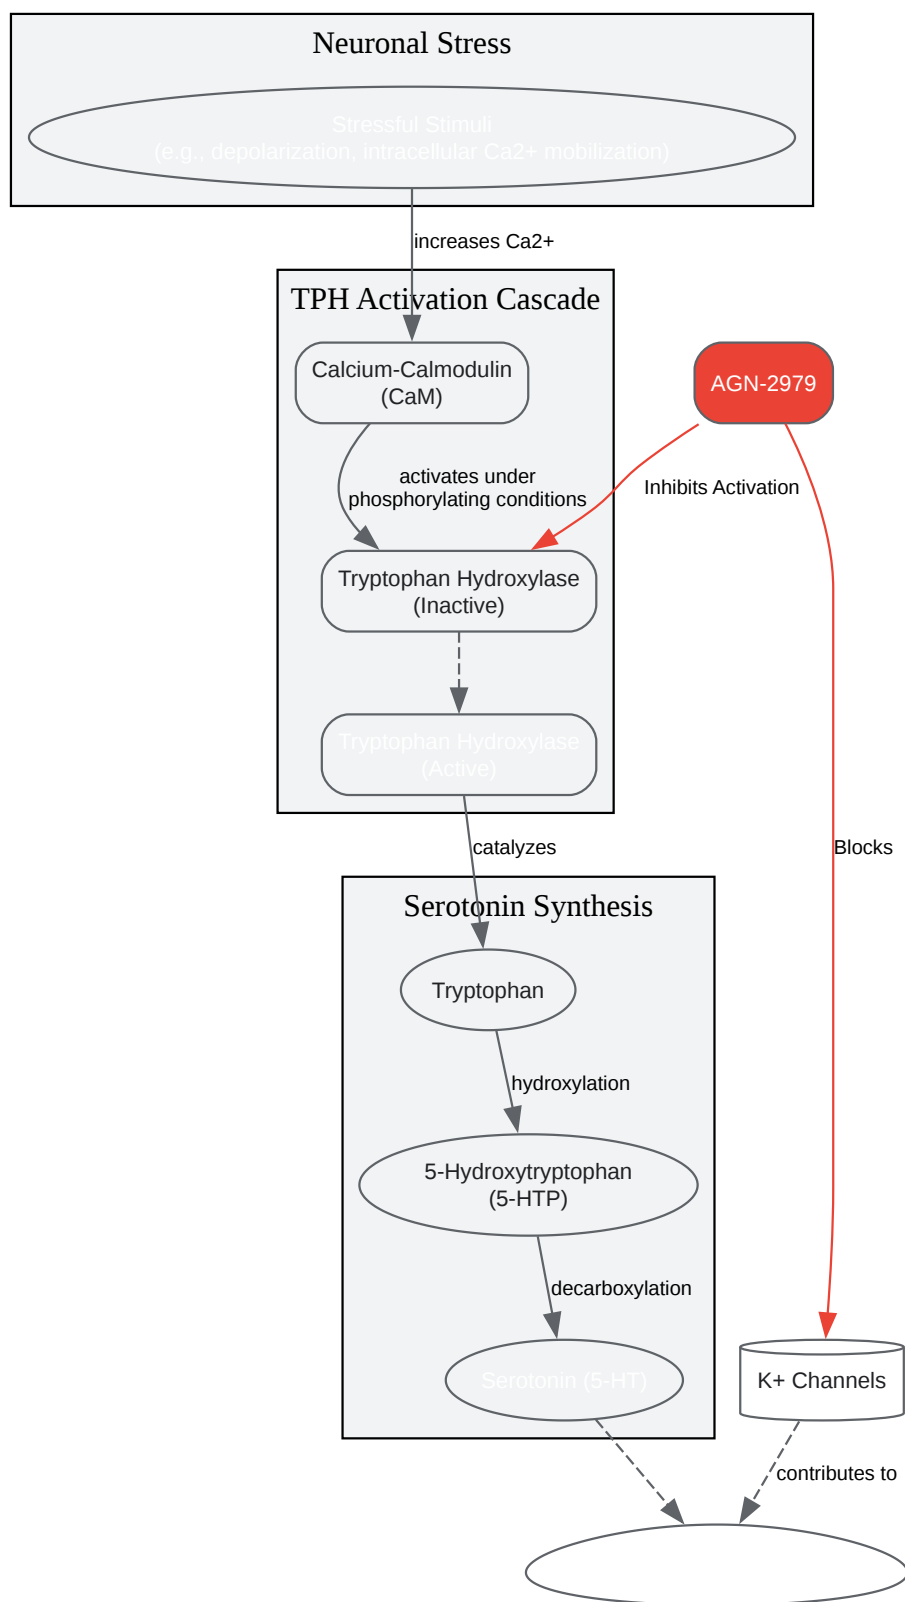 Neuronal Stress
Stressful Stimuli
(e.g., depolarization, intracellular Ca2+ mobilization)
increases Ca2+
TPH Activation Cascade
Calcium-Calmodulin
(CaM)
AGN-2979
activates under
phosphorylating conditions
Inhibits Activation
Tryptophan Hydroxylase
(Inactive)
Tryptophan Hydroxylase
(Active)
catalyzes
Blocks
Serotonin Synthesis
Tryptophan
hydroxylation
5-Hydroxytryptophan
(5-HTP)
decarboxylation
Serotonin (5-HT)
K+ Channels
contributes to